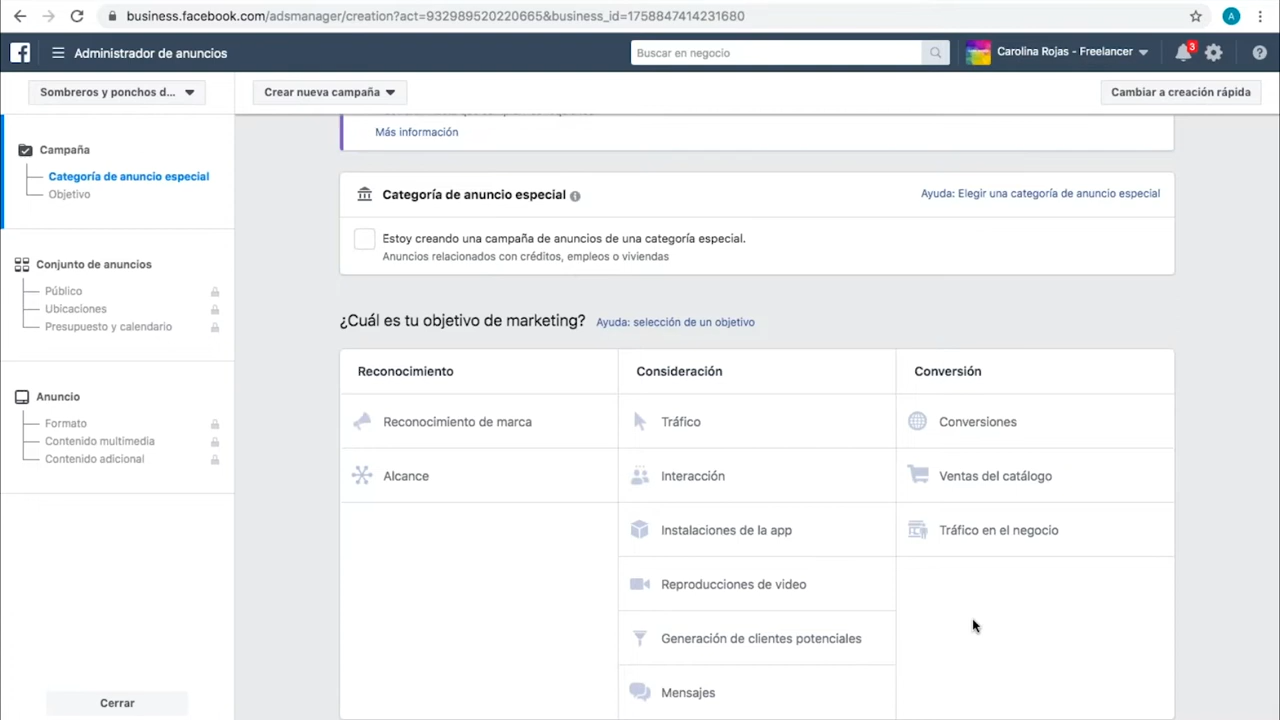 business.facebook.com/adsmanager/creation?act=932989520220665&business_id=1758847414231680
A
Administrador de anuncios
Buscar en negocio
Carolina Rojas - Freelancer
3
Sombreros y ponchos d...
Crear nueva campaña
Cambiar a creación rápida
Campaña
Categoría de anuncio especial
Objetivo
Conjunto de anuncios
Público
Ubicaciones
Presupuesto y calendario
Anuncio
Formato
Contenido multimedia
Contenido adicional
Cerrar
Más información
Categoría de anuncio especial
Ayuda: Elegir una categoría de anuncio especial
Estoy creando una campaña de anuncios de una categoría especial.
Anuncios relacionados con créditos, empleos o viviendas
¿Cuál es tu objetivo de marketing?
Ayuda: selección de un objetivo
Reconocimiento
Reconocimiento de marca
Alcance
Consideración
Tráfico
Interacción
Instalaciones de la app
Reproducciones de video
Generación de clientes potenciales
Mensajes
Conversión
Conversiones
Ventas del catálogo
Tráfico en el negocio